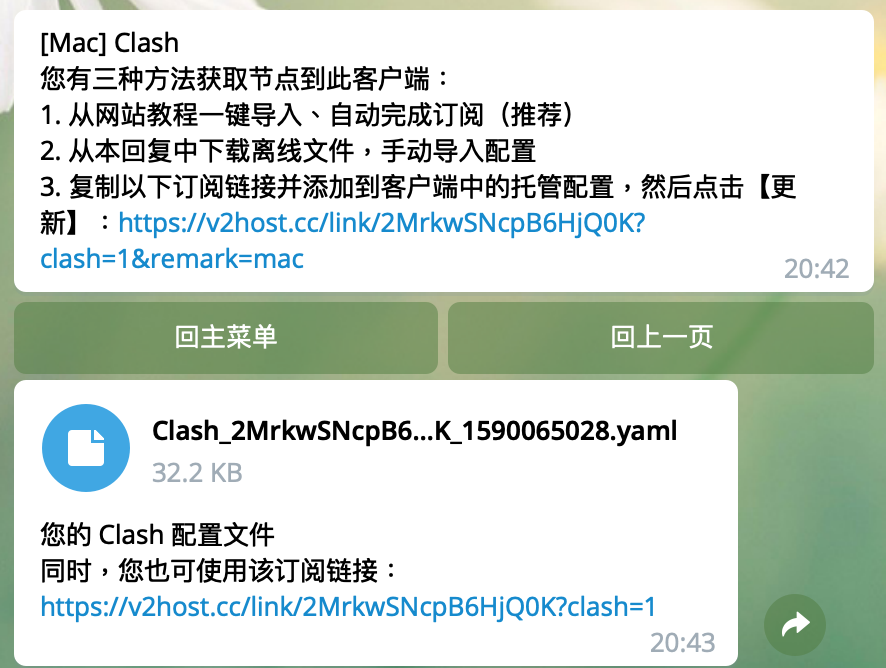 [Mac] Clash
您有三种方法获取节点到此客户端：
1. 从网站教程一键导入、自动完成订阅（推荐）
2. 从本回复中下载离线文件，手动导入配置
3. 复制以下订阅链接并添加到客户端中的托管配置，然后点击【更
新】：https://v2host.cc/link/2MrkwSNcpB6HjQ0K?
clash=1&remark=mac
20:42
回主菜单
回上一页
Clash_2MrkwSNcpB6...K_1590065028.yaml
32.2 KB
您的 Clash 配置文件
同时，您也可使用该订阅链接：
https://v2host.cc/link/2MrkwSNcpB6HjQ0K?clash=1
20:43